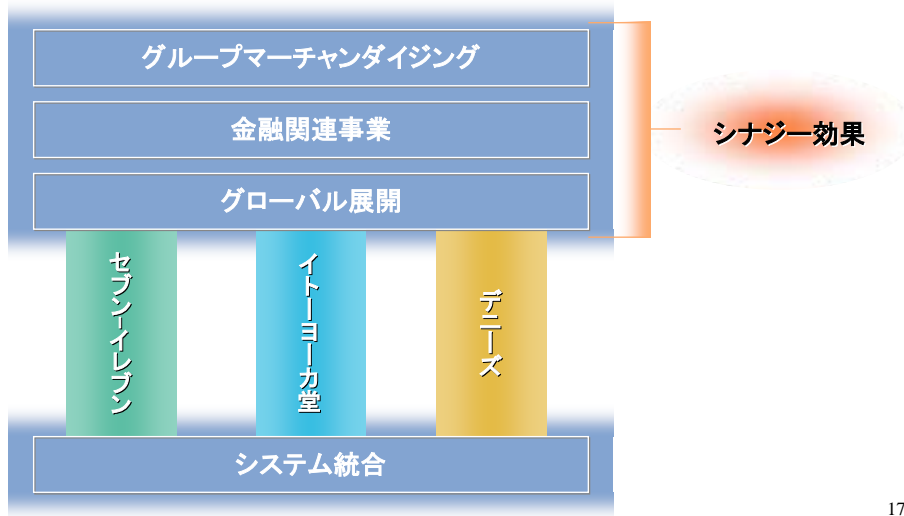 グループマーチャンダイジング
金融関連事業
シナジー効果
グローバル展開
セブン-イレブン
イトーヨーカ堂
デニーズ
システム統合
17